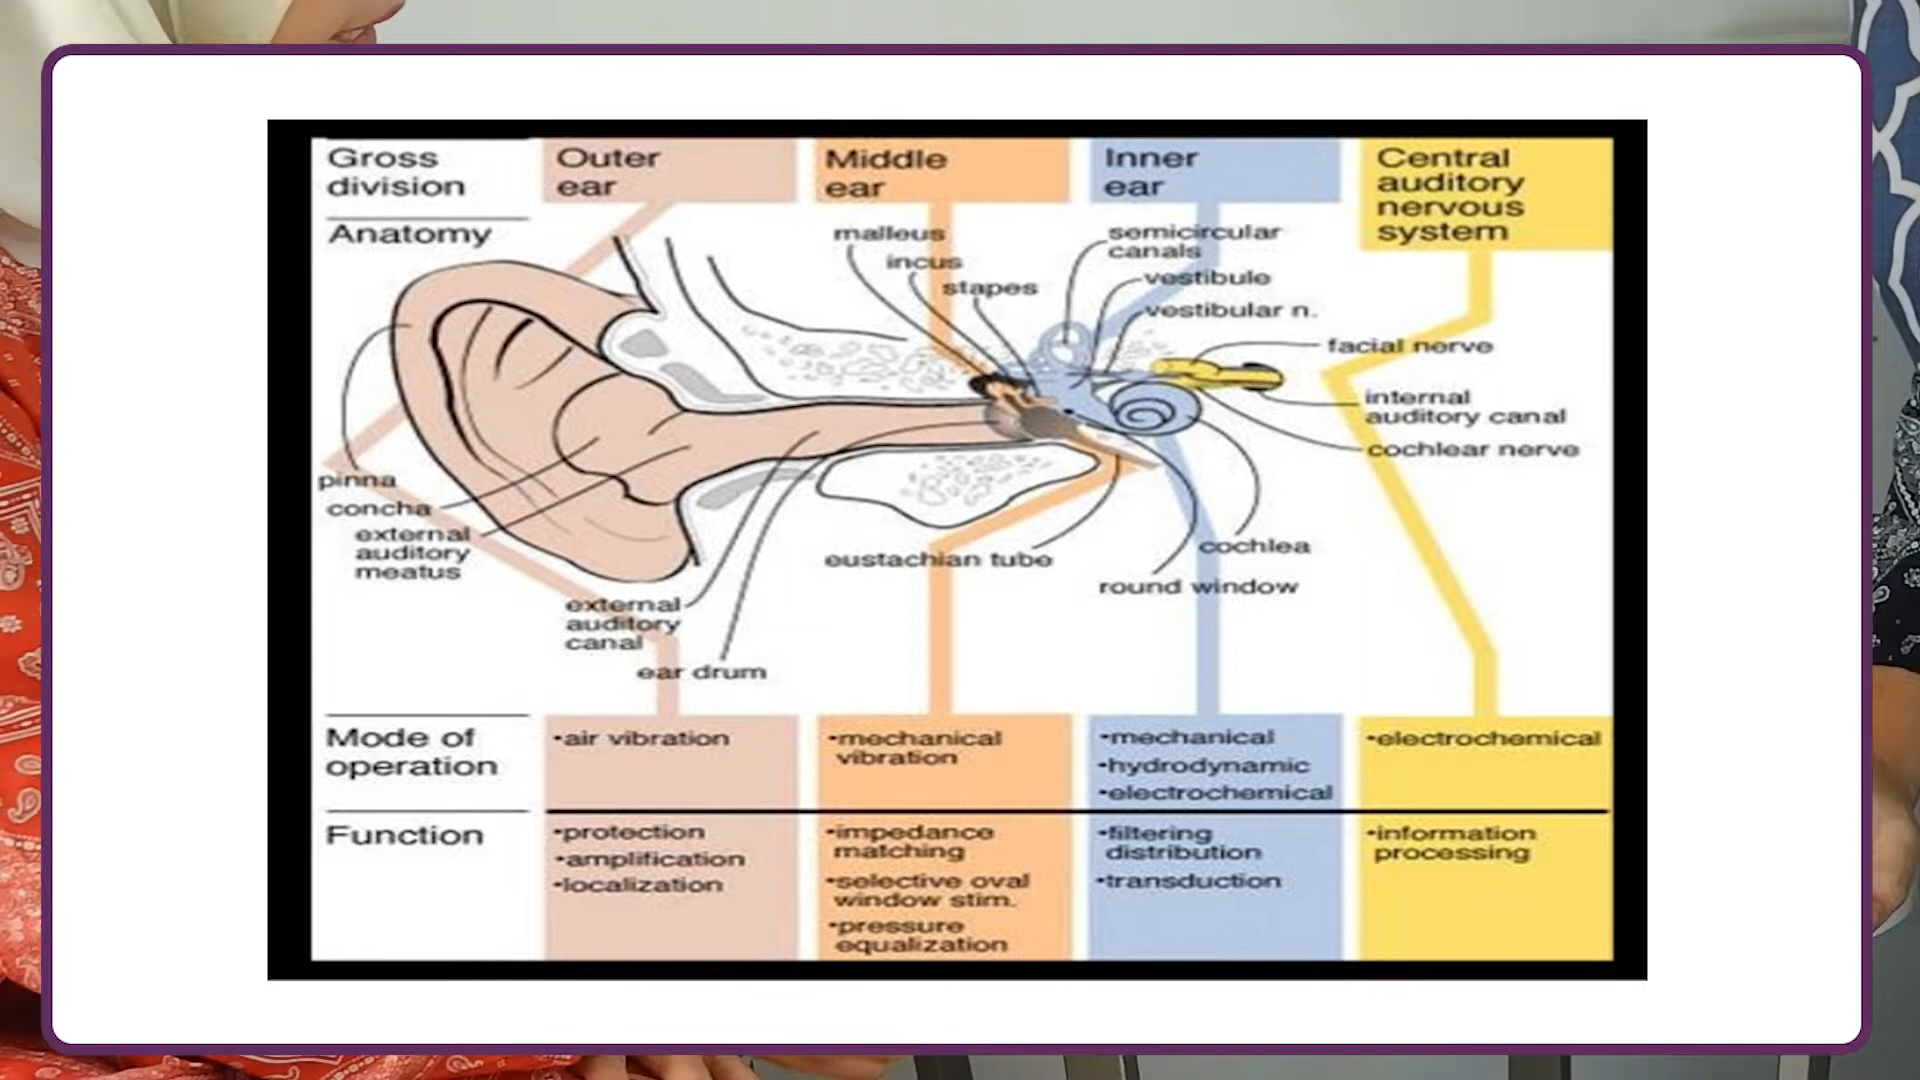 Gross
division
Outer
ear
Middle
ear
Inner
ear
Central
auditory
nervous
system
Anatomy
malleus
incus
stapes
semicircular
canals
vestibule
vestibular n.
facial nerve
internal
auditory canal
cochlear nerve
pinna
concha
external
auditory
meatus
external
auditory
canal
ear drum
eustachian tube
cochlea
round window
Mode of
operation
•air vibration
•mechanical
vibration
•mechanical
•hydrodynamic
•electrochemical
•electrochemical
Function
•protection
•amplification
•localization
•impedance
matching
•selective oval
window stim.
•pressure
equalization
•filtering
distribution
•transduction
•information
processing